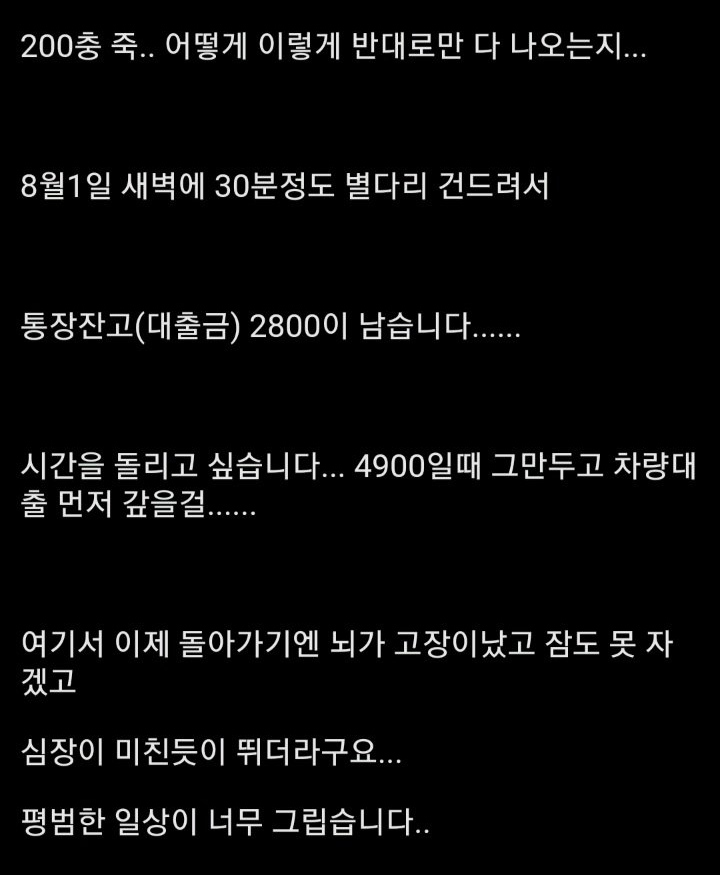 200충 죽.. 어떻게 이렇게 반대로만 다 나오는지...
8월1일 새벽에 30분정도 별다리 건드려서
통장잔고(대출금) 2800이 남습니다......
시간을 돌리고 싶습니다... 4900일때 그만두고 차량대
출 먼저 갚을걸......
여기서 이제 돌아가기엔 뇌가 고장이났고 잠도 못 자
겠고
심장이 미친듯이 뛰더라구요...
평범한 일상이 너무 그립습니다..